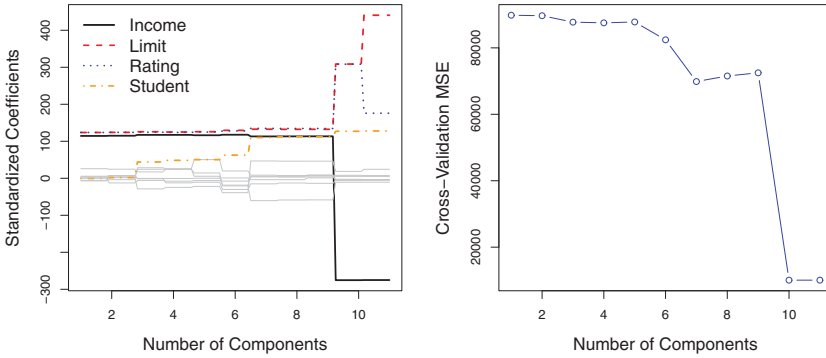 Income
Limit
Rating
Student
Standardized Coefficients
400
300
200
100
0
−100
−300
2 4 6 8 10
Number of Components
Cross−Validation MSE
80000
60000
40000
20000
2 4 6 8 10
Number of Components